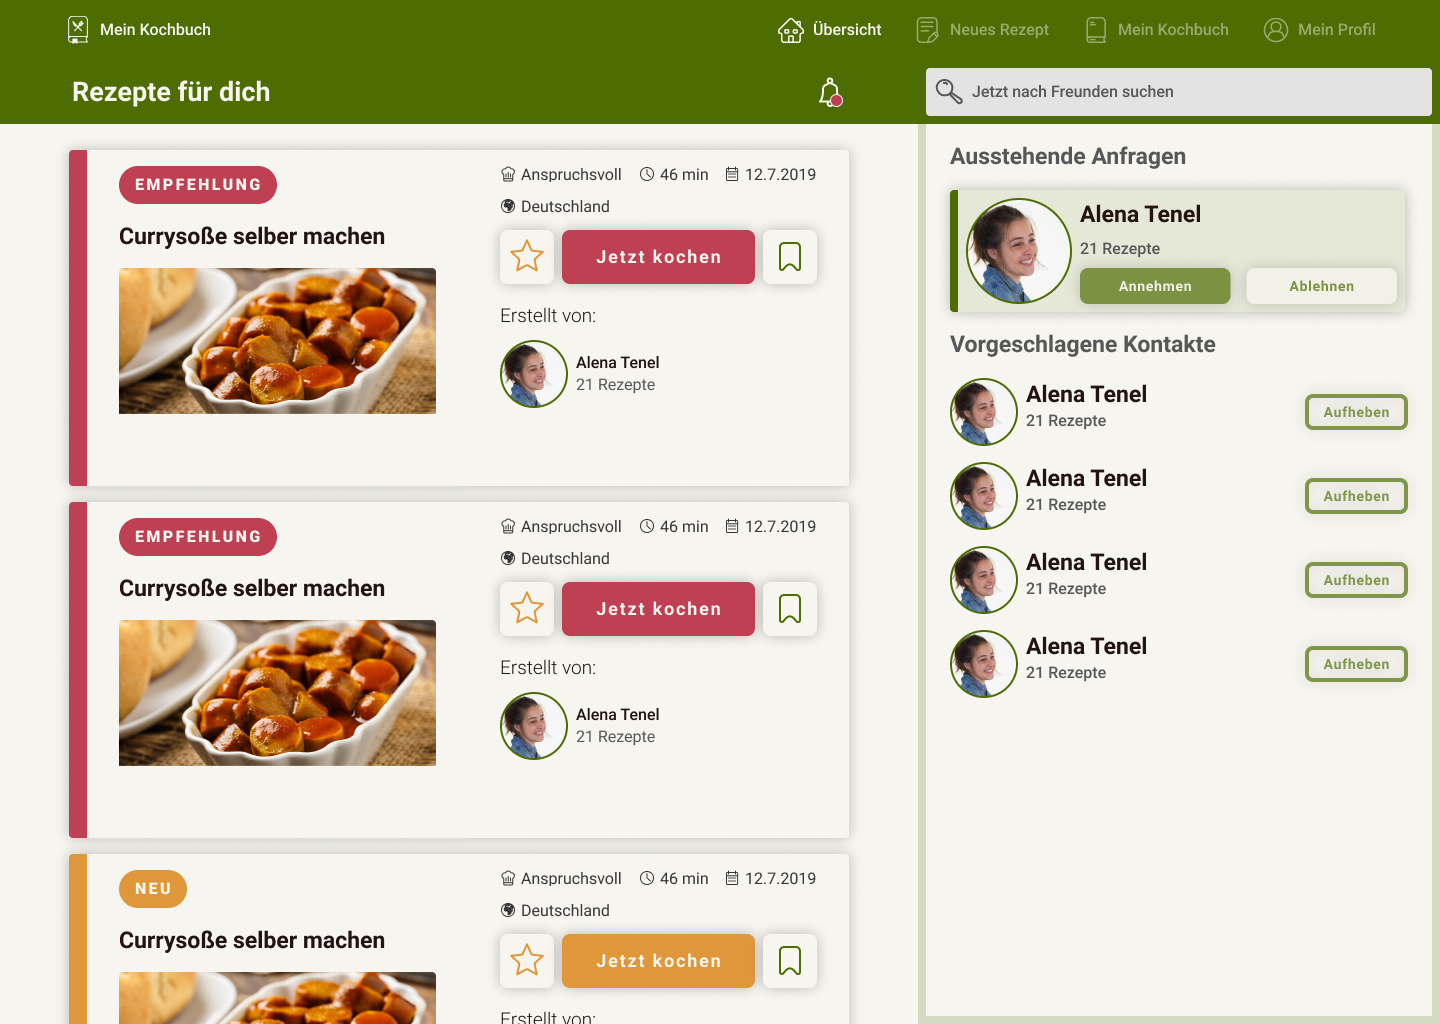 Mein Kochbuch
Übersicht
Neues Rezept
Mein Kochbuch
Mein Profil
Rezepte für dich
Jetzt nach Freunden suchen
EMPFEHLUNG
Currysoße selber machen
Anspruchsvoll 46 min 12.7.2019
Deutschland
Jetzt kochen
Erstellt von:
Alena Tenel
21 Rezepte
EMPFEHLUNG
Currysoße selber machen
Anspruchsvoll 46 min 12.7.2019
Deutschland
Jetzt kochen
Erstellt von:
Alena Tenel
21 Rezepte
NEU
Currysoße selber machen
Anspruchsvoll 46 min 12.7.2019
Deutschland
Jetzt kochen
Erstellt von:
Ausstehende Anfragen
Alena Tenel
21 Rezepte
Annehmen Ablehnen
Vorgeschlagene Kontakte
Alena Tenel
21 Rezepte
Aufheben
Alena Tenel
21 Rezepte
Aufheben
Alena Tenel
21 Rezepte
Aufheben
Alena Tenel
21 Rezepte
Aufheben